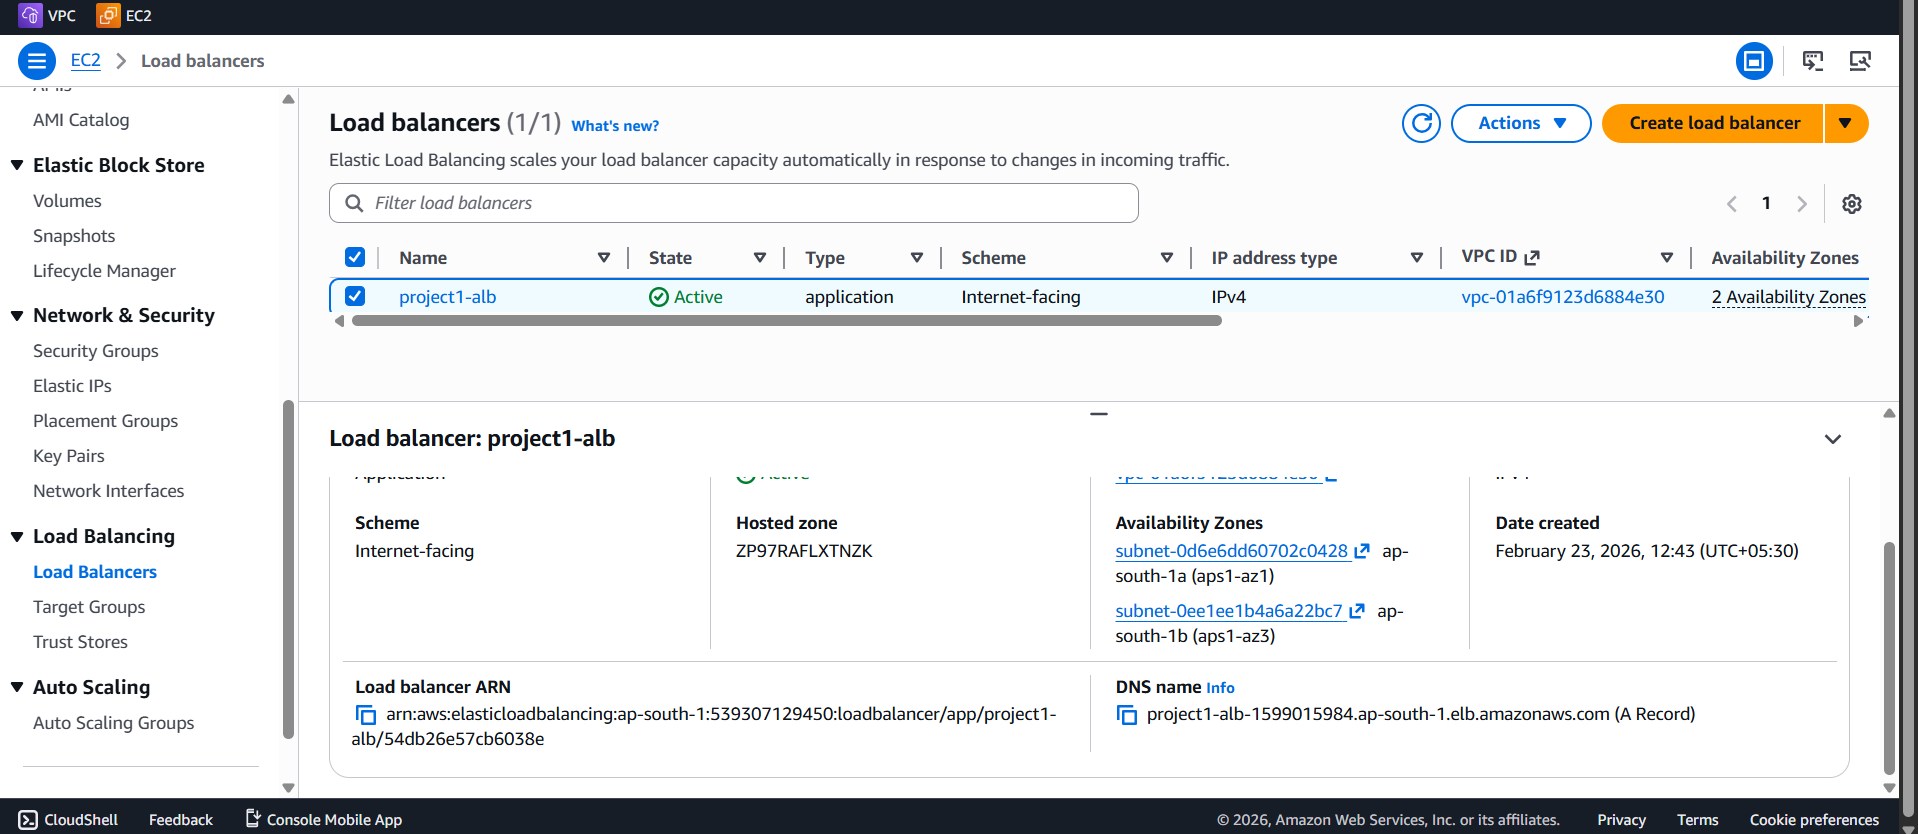 VPC EC2
EC2 > Load balancers
AMIs
AMI Catalog
Elastic Block Store
Volumes
Snapshots
Lifecycle Manager
Network & Security
Security Groups
Elastic IPs
Placement Groups
Key Pairs
Network Interfaces
Load Balancing
Load Balancers
Target Groups
Trust Stores
Auto Scaling
Auto Scaling Groups
Load balancers (1/1) What's new?
Actions
Create load balancer
Elastic Load Balancing scales your load balancer capacity automatically in response to changes in incoming traffic.
Filter load balancers
1
Name State Type Scheme IP address type VPC ID Availability Zones
project1-alb Active application Internet-facing IPv4 vpc-01a6f9123d6884e30 2 Availability Zones
Load balancer: project1-alb
Application Active vpc-01a6f9123d6884e30 IPv4
Scheme
Internet-facing
Hosted zone
ZP97RAFLXTNZK
Availability Zones
subnet-0d6e6dd60702c0428 ap-
south-1a (aps1-az1)
subnet-0ee1ee1b4a6a22bc7 ap-
south-1b (aps1-az3)
Date created
February 23, 2026, 12:43 (UTC+05:30)
Load balancer ARN
arn:aws:elasticloadbalancing:ap-south-1:539307129450:loadbalancer/app/project1-
alb/54db26e57cb6038e
DNS name Info
project1-alb-1599015984.ap-south-1.elb.amazonaws.com (A Record)
CloudShell Feedback Console Mobile App © 2026, Amazon Web Services, Inc. or its affiliates. Privacy Terms Cookie preferences